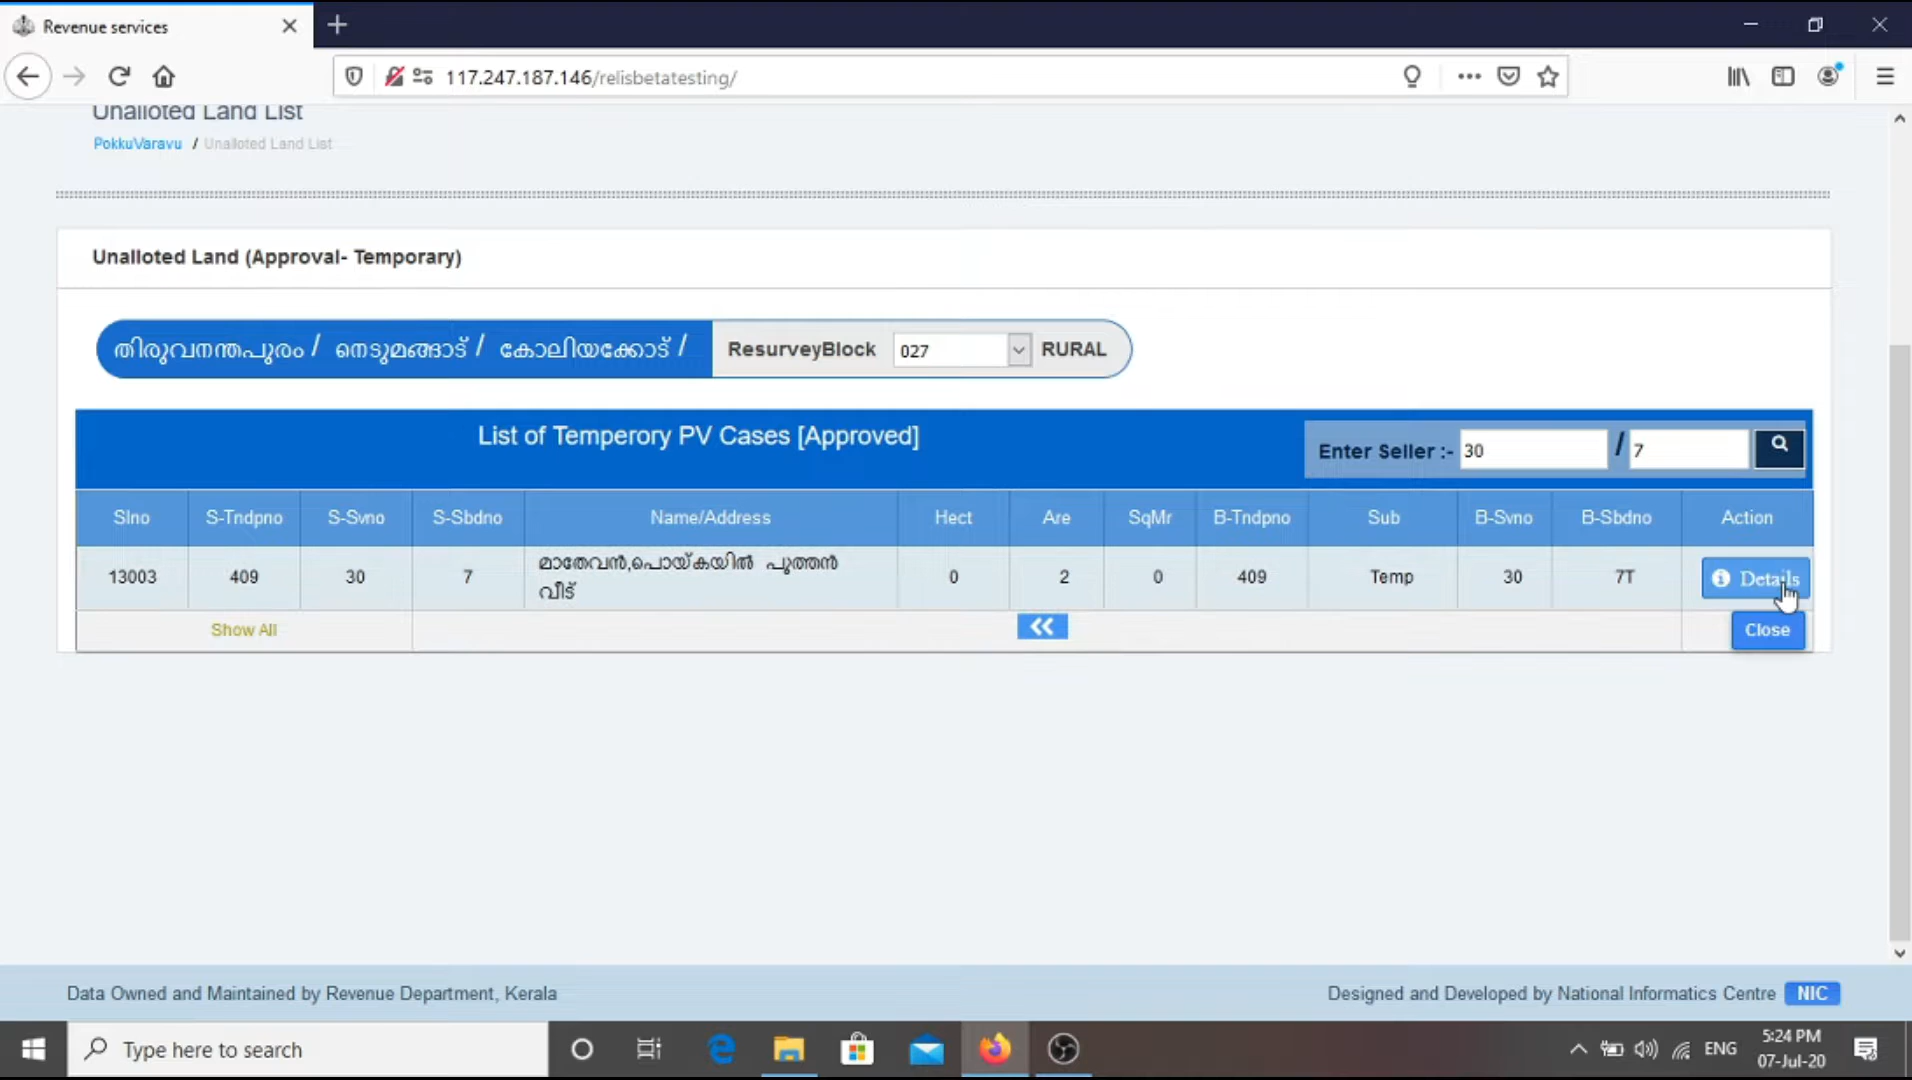 Revenue services
117.247.187.146/relisbetatesting/
Unalloted Land List
PokkuVaravu / Unalloted Land List
Unalloted Land (Approval- Temporary)
തിരുവനന്തപുരം / നെടുമങ്ങാട് / കോലിയക്കോട് / ResurveyBlock 027 RURAL
List of Temperory PV Cases [Approved] Enter Seller :- 30 / 7
Slno S-Tndpno S-Svno S-Sbdno Name/Address Hect Are SqMr B-Tndpno Sub B-Svno B-Sbdno Action
13003 409 30 7 മാതേവൻ,പൊയ്കയിൽ പുത്തൻ 0 2 0 409 Temp 30 7T Details
വീട്
Show All Close
Data Owned and Maintained by Revenue Department, Kerala Designed and Developed by National Informatics Centre NIC
Type here to search ENG 5:24 PM
07-Jul-20